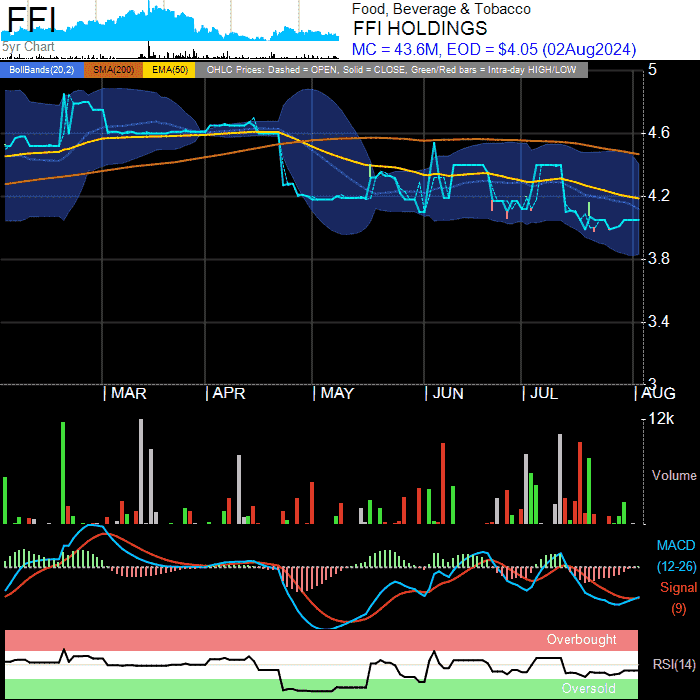 FFI
5yr Chart
Food, Beverage & Tobacco
FFI HOLDINGS
MC = 43.6M, EOD = $4.05 (02Aug2024)
BollBands(20,2) SMA(200) EMA(50) OHLC Prices: Dashed = OPEN, Solid = CLOSE, Green/Red bars = Intra-day HIGH/LOW
5
4.6
4.2
3.8
3.4
3
MAR APR MAY JUN JUL AUG
12k
Volume
MACD
(12-26)
Signal
(9)
Overbought
RSI(14)
Oversold